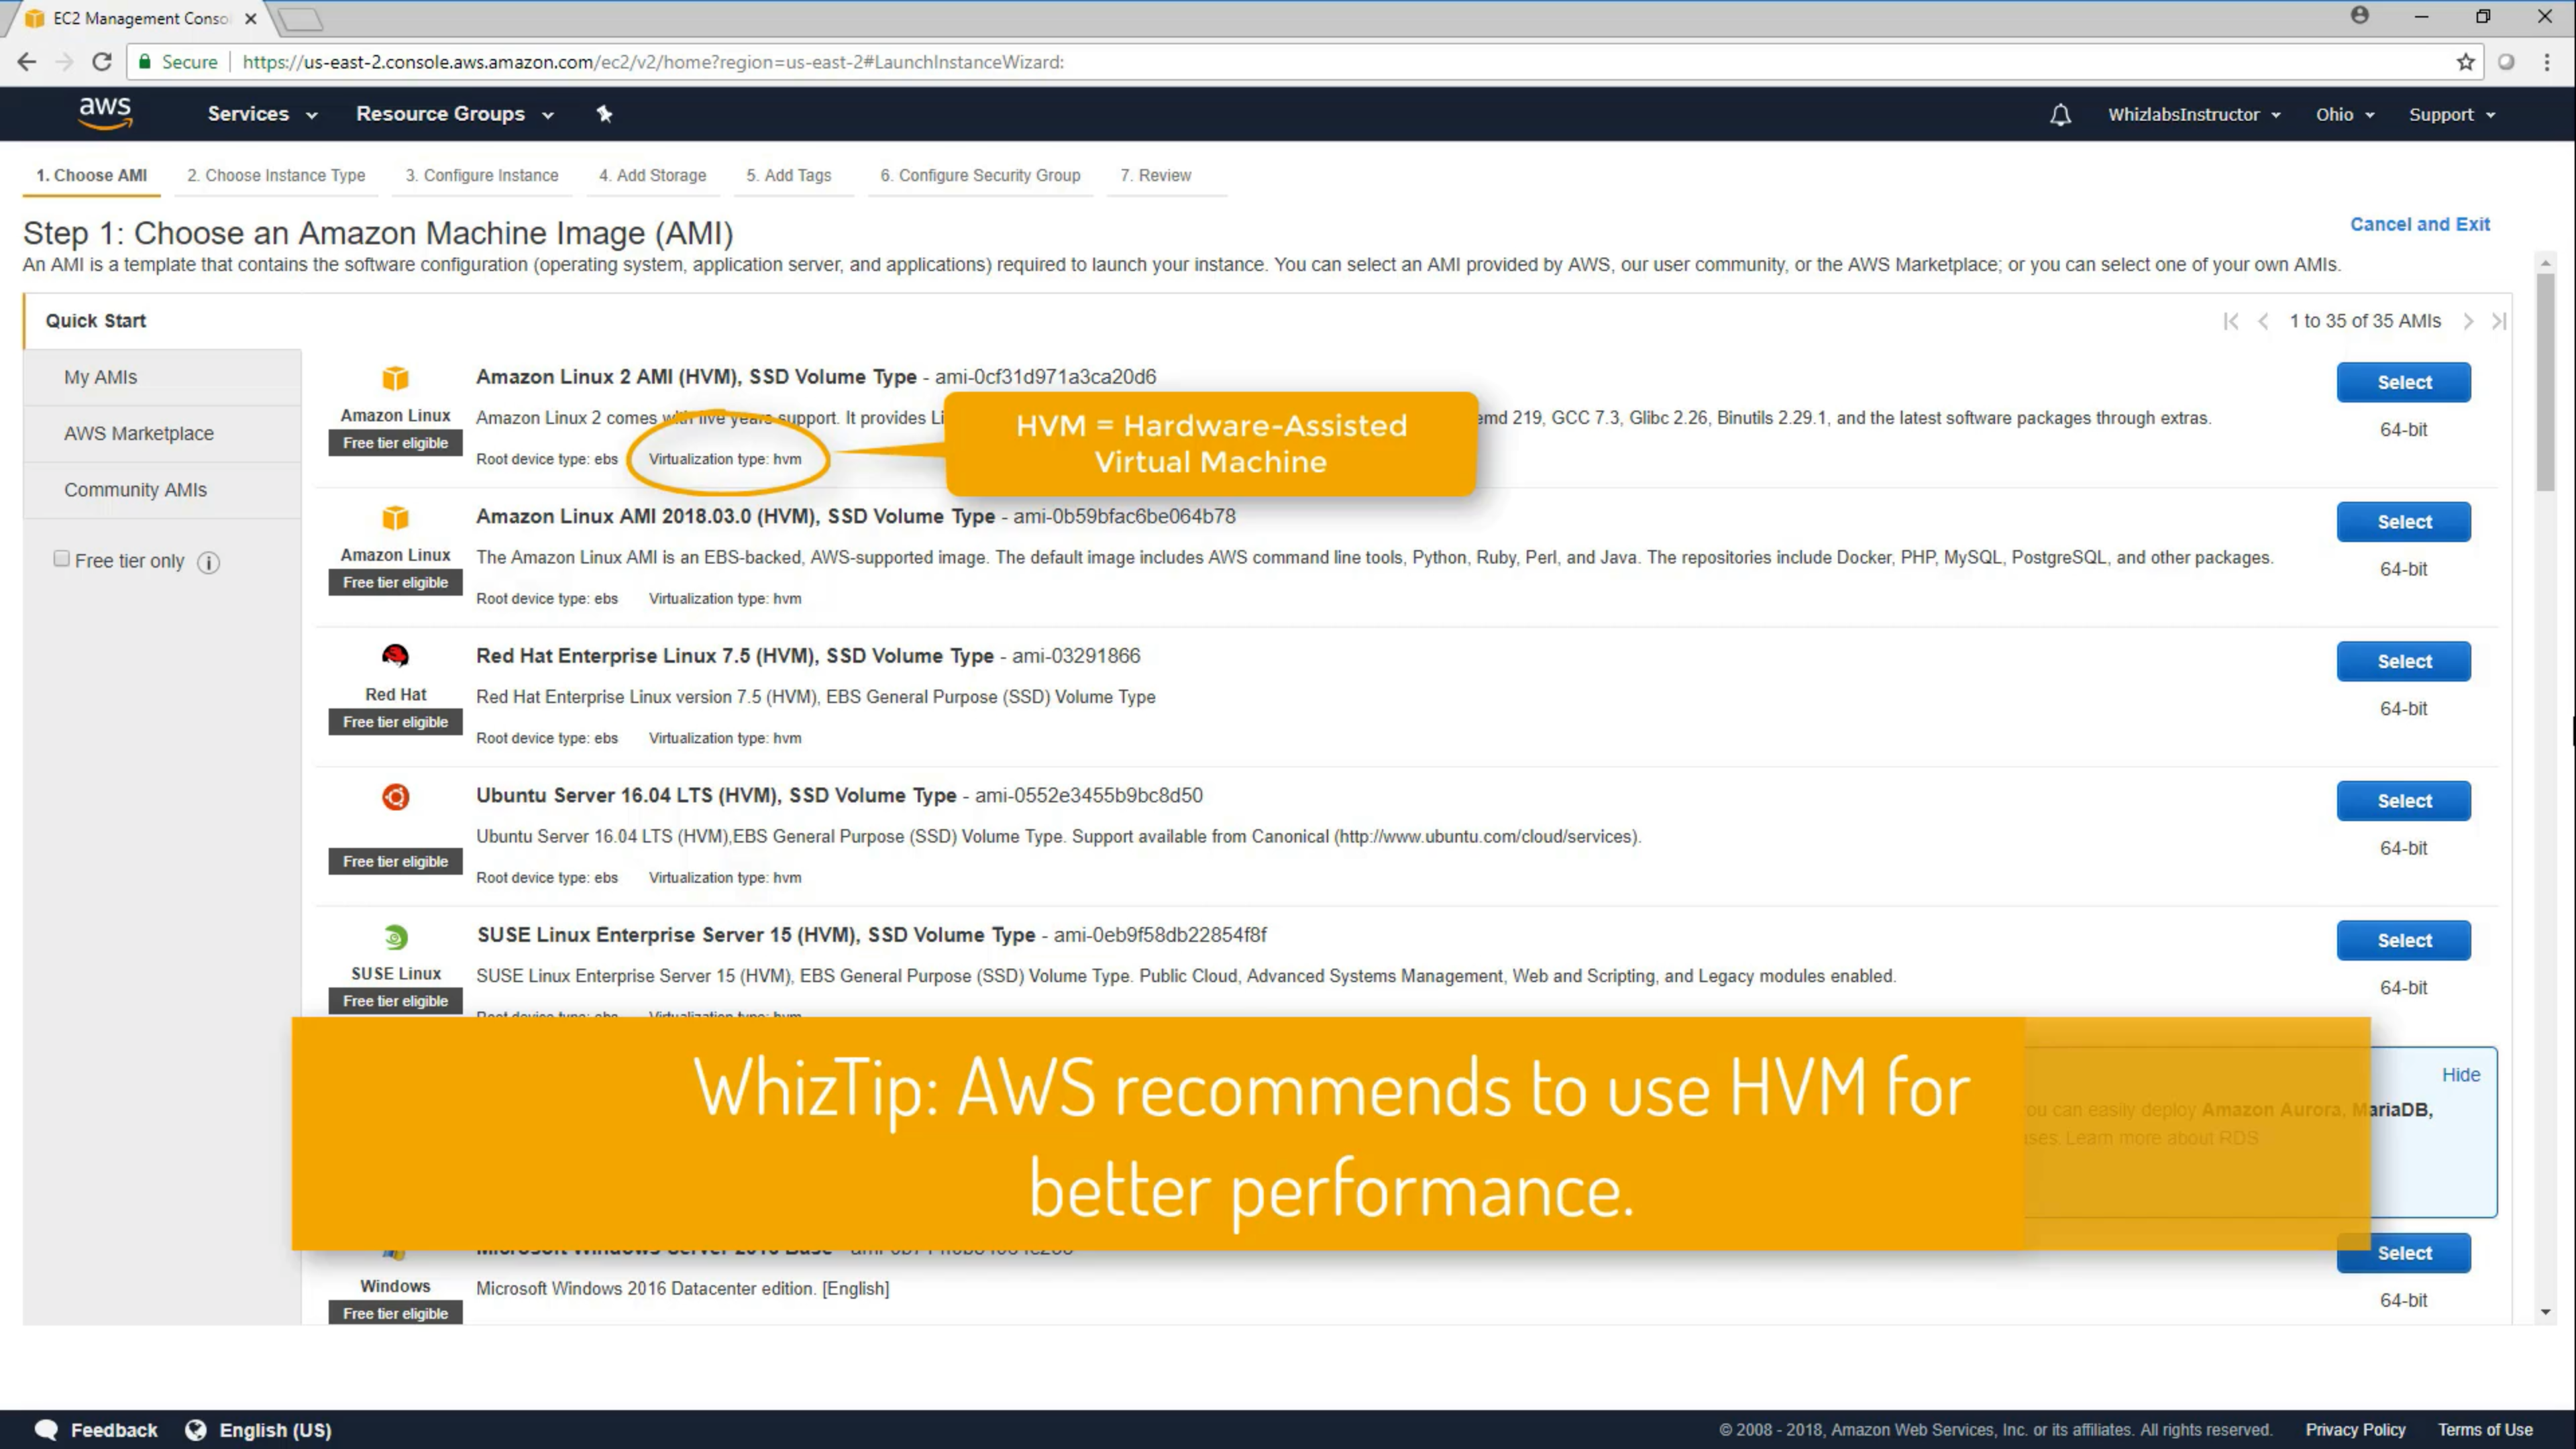 EC2 Management Conso
Secure https://us-east-2.console.aws.amazon.com/ec2/v2/home?region=us-east-2#LaunchInstanceWizard:
aws Services Resource Groups WhizlabsInstructor Ohio Support
1. Choose AMI 2. Choose Instance Type 3. Configure Instance 4. Add Storage 5. Add Tags 6. Configure Security Group 7. Review
Step 1: Choose an Amazon Machine Image (AMI) Cancel and Exit
An AMI is a template that contains the software configuration (operating system, application server, and applications) required to launch your instance. You can select an AMI provided by AWS, our user community, or the AWS Marketplace; or you can select one of your own AMIs.
Quick Start 1 to 35 of 35 AMIs
My AMIs
AWS Marketplace
Community AMIs
Free tier only
Amazon Linux
Free tier eligible
Amazon Linux 2 AMI (HVM), SSD Volume Type - ami-0cf31d971a3ca20d6
Amazon Linux 2 comes with five years support. It provides Li emd 219, GCC 7.3, Glibc 2.26, Binutils 2.29.1, and the latest software packages through extras.
Root device type: ebs Virtualization type: hvm
Select
64-bit
HVM = Hardware-Assisted
Virtual Machine
Amazon Linux
Free tier eligible
Amazon Linux AMI 2018.03.0 (HVM), SSD Volume Type - ami-0b59bfac6be064b78
The Amazon Linux AMI is an EBS-backed, AWS-supported image. The default image includes AWS command line tools, Python, Ruby, Perl, and Java. The repositories include Docker, PHP, MySQL, PostgreSQL, and other packages.
Root device type: ebs Virtualization type: hvm
Select
64-bit
Red Hat
Free tier eligible
Red Hat Enterprise Linux 7.5 (HVM), SSD Volume Type - ami-03291866
Red Hat Enterprise Linux version 7.5 (HVM), EBS General Purpose (SSD) Volume Type
Root device type: ebs Virtualization type: hvm
Select
64-bit
Free tier eligible
Ubuntu Server 16.04 LTS (HVM), SSD Volume Type - ami-0552e3455b9bc8d50
Ubuntu Server 16.04 LTS (HVM),EBS General Purpose (SSD) Volume Type. Support available from Canonical (http://www.ubuntu.com/cloud/services).
Root device type: ebs Virtualization type: hvm
Select
64-bit
SUSE Linux
Free tier eligible
SUSE Linux Enterprise Server 15 (HVM), SSD Volume Type - ami-0eb9f58db22854f8f
SUSE Linux Enterprise Server 15 (HVM), EBS General Purpose (SSD) Volume Type. Public Cloud, Advanced Systems Management, Web and Scripting, and Legacy modules enabled.
Root device type: ebs Virtualization type: hvm
Select
64-bit
WhizTip: AWS recommends to use HVM for
better performance.
Hide
ou can easily deploy Amazon Aurora, MariaDB,
ses. Learn more about RDS
Windows
Free tier eligible
Microsoft Windows Server 2016 Base
Microsoft Windows 2016 Datacenter edition. [English]
Select
64-bit
Feedback English (US) © 2008 - 2018, Amazon Web Services, Inc. or its affiliates. All rights reserved. Privacy Policy Terms of Use